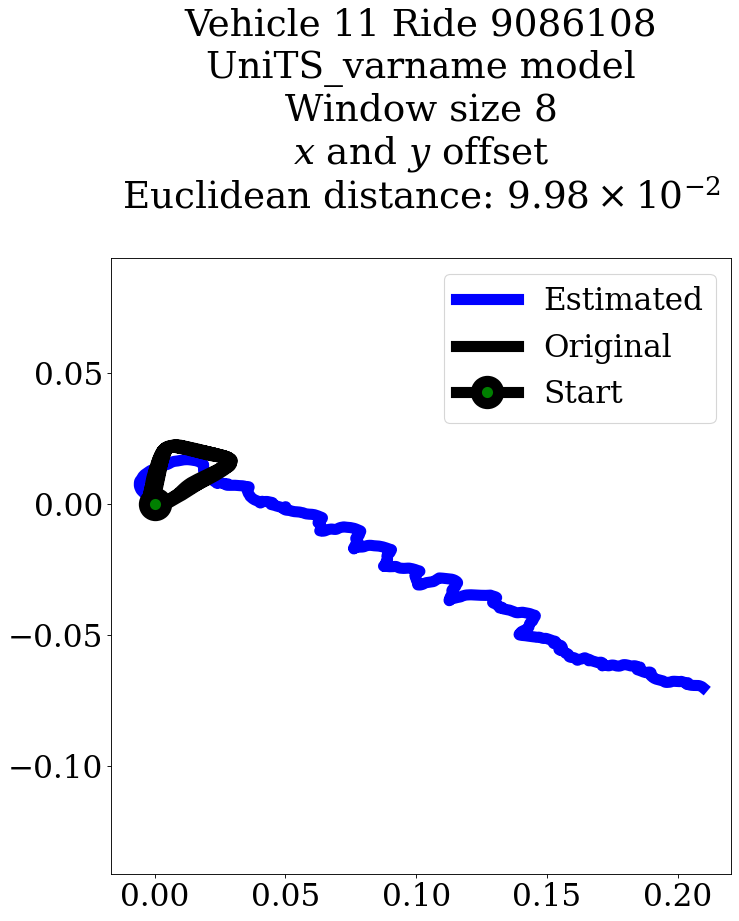 Vehicle 11 Ride 9086108
UniTS_varname model
Window size 8
x and y offset
Euclidean distance: 9.98 × 10⁻²
Estimated
Original
Start
0.05
0.00
−0.05
−0.10
0.00 0.05 0.10 0.15 0.20